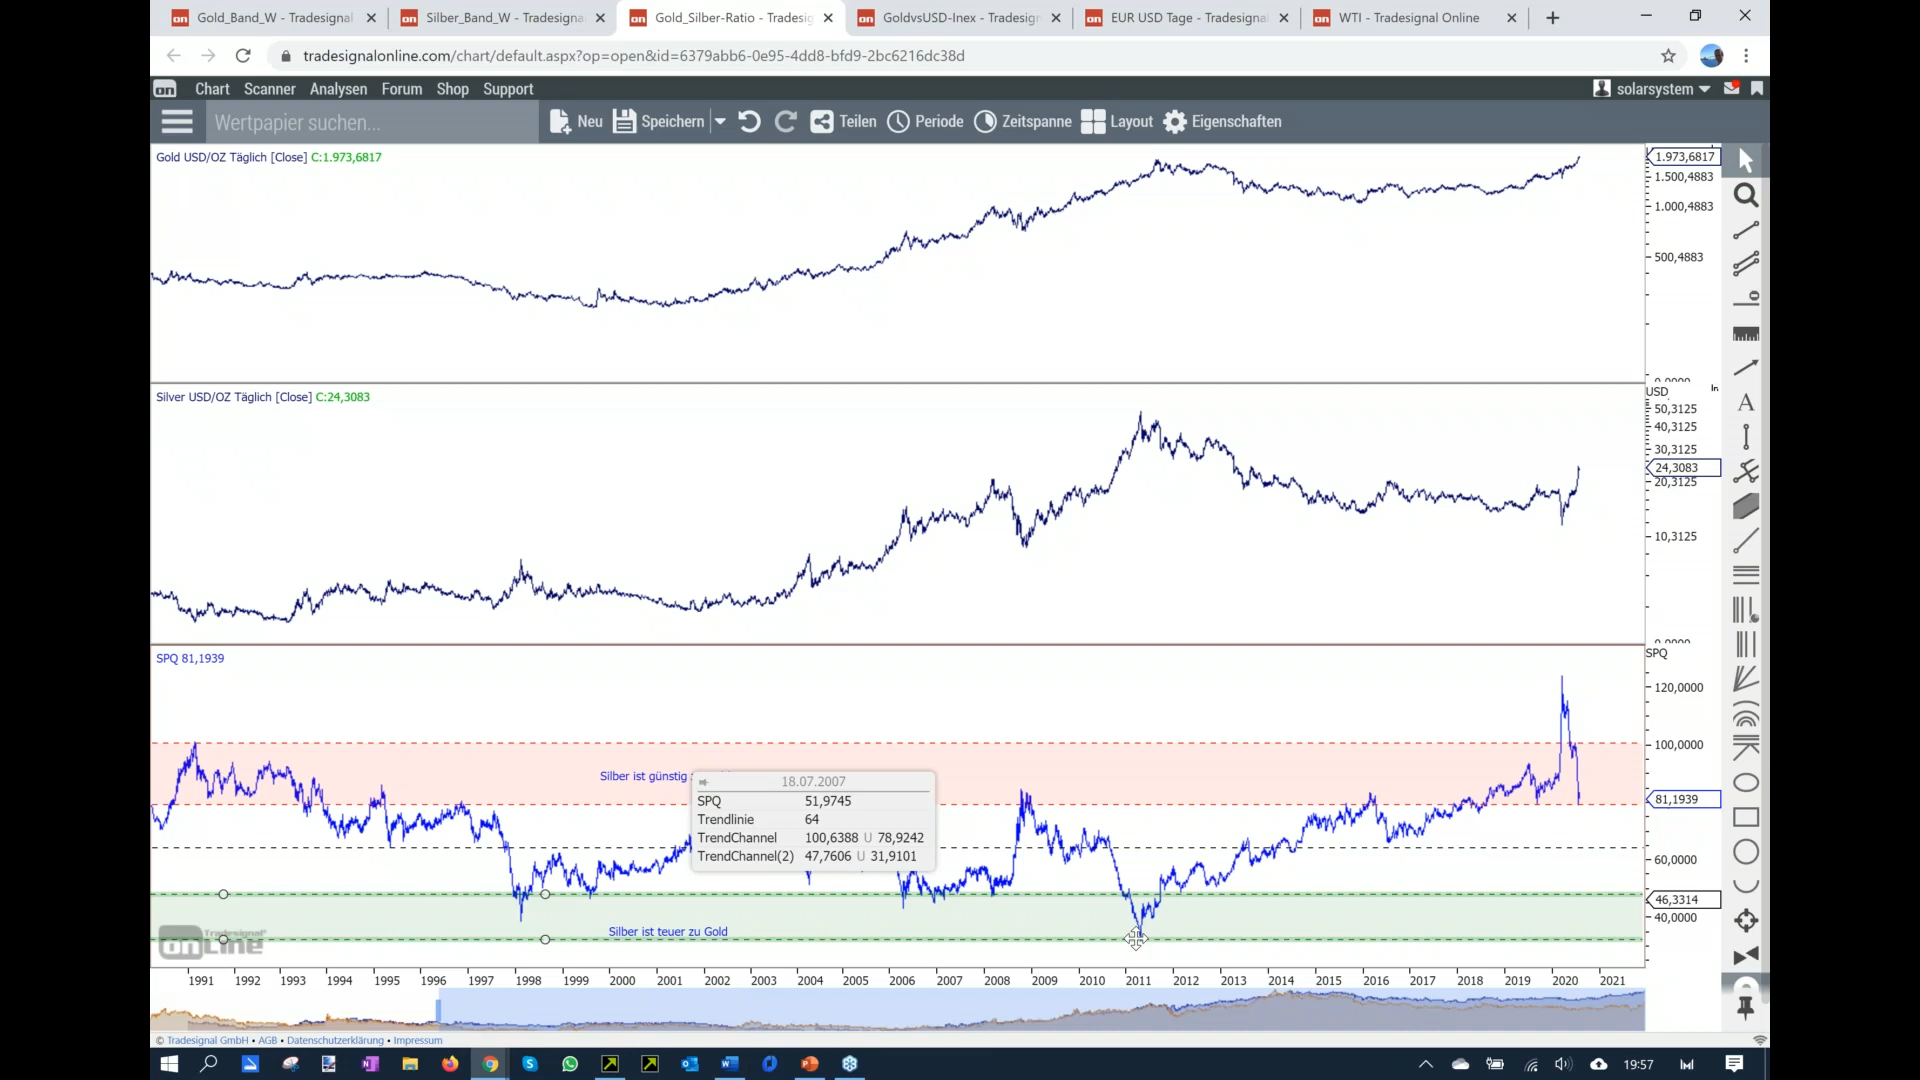 Gold_Band_W - Tradesignal
Silber_Band_W - Tradesigna
Gold_Silber-Ratio - Tradesig
GoldvsUSD-Inex - Tradesign
EUR USD Tage - Tradesignal
WTI - Tradesignal Online
tradesignalonline.com/chart/default.aspx?op=open&id=6379abb6-0e95-4dd8-bfd9-2bc6216dc38d
on Chart Scanner Analysen Forum Shop Support solarsystem
Wertpapier suchen... Neu Speichern Teilen Periode Zeitspanne Layout Eigenschaften
Gold USD/OZ Täglich [Close] C:1.973,6817
1.973,6817
1.500,4883
1.000,4883
500,4883
Silver USD/OZ Täglich [Close] C:24,3083
USD ln
50,3125
40,3125
30,3125
24,3083
20,3125
10,3125
SPQ 81,1939
SPQ
120,0000
100,0000
81,1939
60,0000
46,3314
40,0000
Silber ist günstig
18.07.2007
SPQ 51,9745
Trendlinie 64
TrendChannel 100,6388 U 78,9242
TrendChannel(2) 47,7606 U 31,9101
Silber ist teuer zu Gold
Tradesignal
onLine
1991 1992 1993 1994 1995 1996 1997 1998 1999 2000 2001 2002 2003 2004 2005 2006 2007 2008 2009 2010 2011 2012 2013 2014 2015 2016 2017 2018 2019 2020 2021
© Tradesignal GmbH • AGB • Datenschutzerklärung • Impressum
19:57